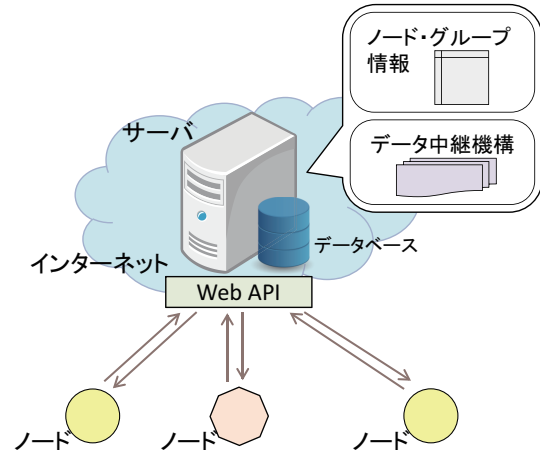 ノード・グループ
情報
サーバ
データ中継機構
データベース
インターネット
Web API
ノード
ノード
ノード